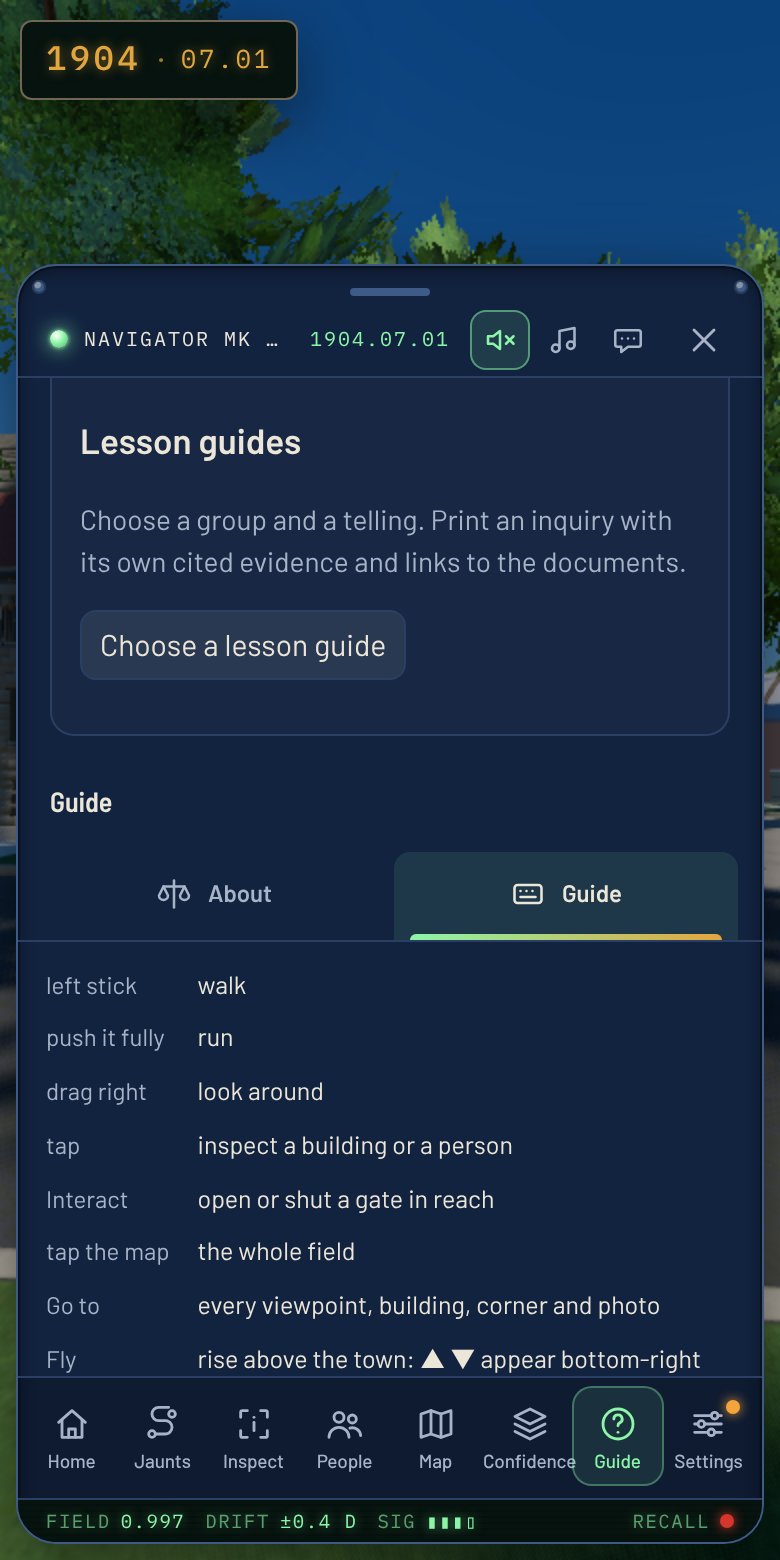 1904 · 07.01
NAVIGATOR MK … 1904.07.01
Lesson guides
Choose a group and a telling. Print an inquiry with
its own cited evidence and links to the documents.
Choose a lesson guide
Guide
About Guide
left stick walk
push it fully run
drag right look around
tap inspect a building or a person
Interact open or shut a gate in reach
tap the map the whole field
Go to every viewpoint, building, corner and photo
Fly rise above the town: ▲ ▼ appear bottom-right
Home Jaunts Inspect People Map Confidence Guide Settings
FIELD 0.997 DRIFT ±0.4 D SIG ▮▮▮▯ RECALL